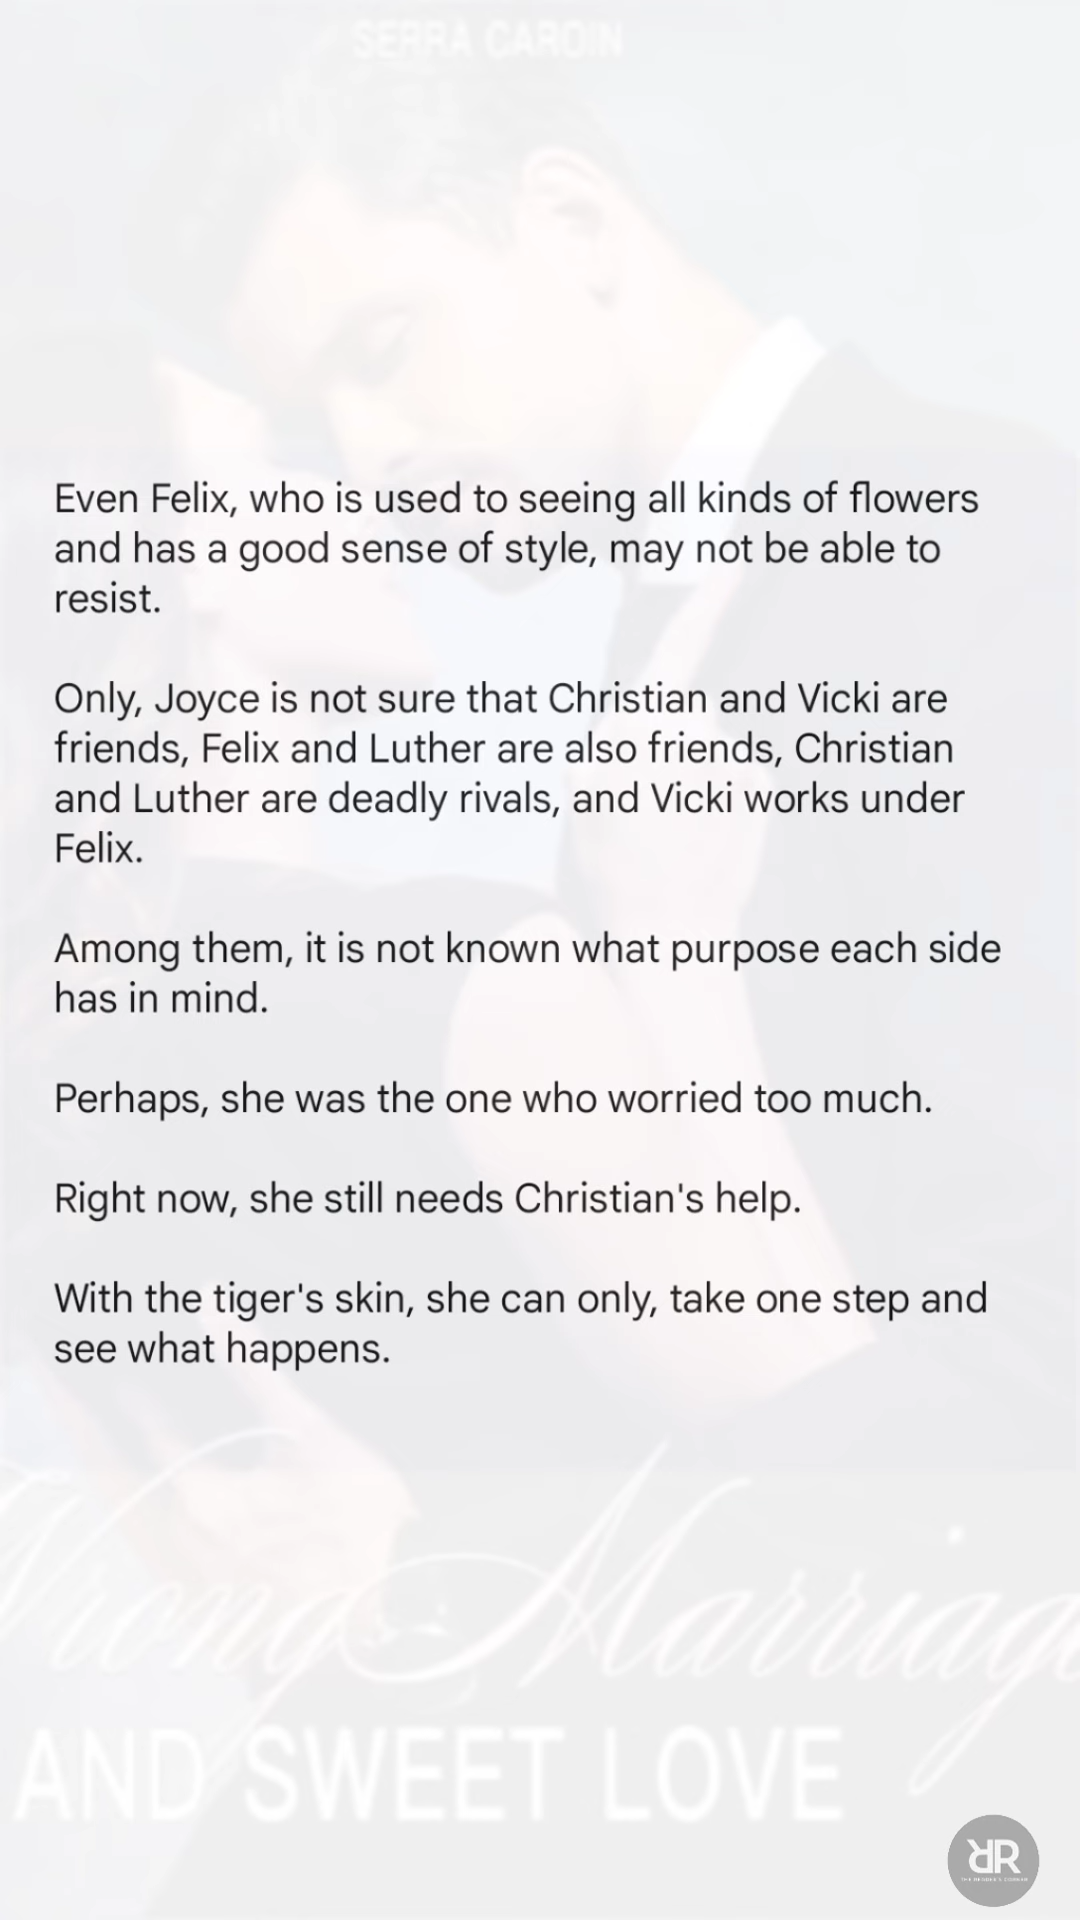 SERRA CARDIN
Even Felix, who is used to seeing all kinds of flowers
and has a good sense of style, may not be able to
resist.
Only, Joyce is not sure that Christian and Vicki are
friends, Felix and Luther are also friends, Christian
and Luther are deadly rivals, and Vicki works under
Felix.
Among them, it is not known what purpose each side
has in mind.
Perhaps, she was the one who worried too much.
Right now, she still needs Christian's help.
With the tiger's skin, she can only, take one step and
see what happens.
Wrong Marriage
AND SWEET LOVE
RR
THE READER'S CORNER